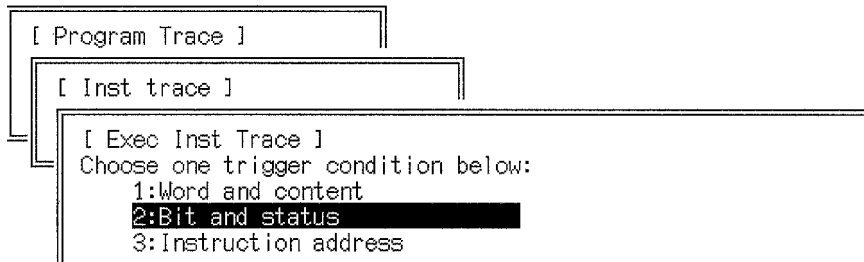 [ Program Trace ]
[ Inst trace ]
[ Exec Inst Trace ]
Choose one trigger condition below:
1:Word and content
2:Bit and status
3:Instruction address